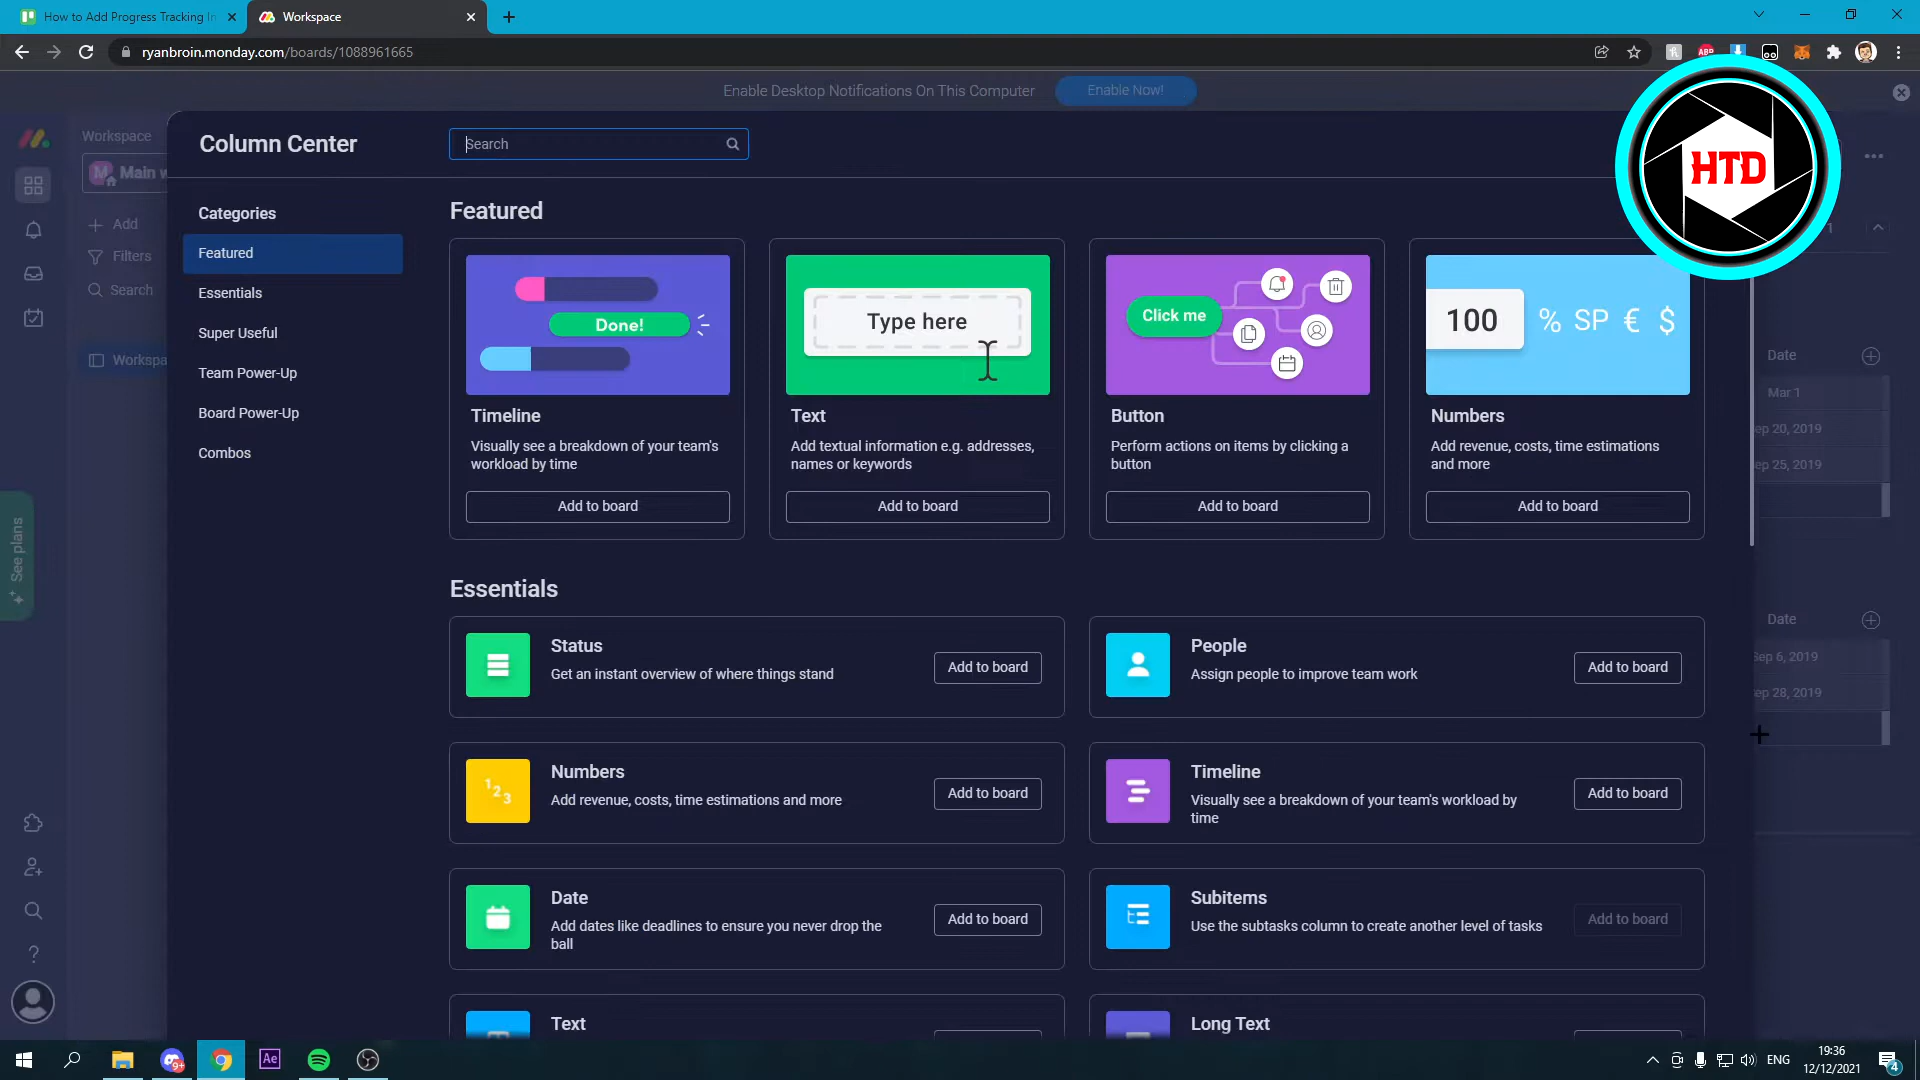 How to Add Progress Tracking In
Workspace
ryanbroin.monday.com/boards/1088961665
ABP
Enable Desktop Notifications On This Computer
Enable Now!
HTD
Workspace
M
Main w
Add
Filters
Search
Workspa
See plans
Column Center
Search
Categories
Featured
Essentials
Super Useful
Team Power-Up
Board Power-Up
Combos
Featured
Done!
Timeline
Visually see a breakdown of your team's
workload by time
Add to board
Type here
Text
Add textual information e.g. addresses,
names or keywords
Add to board
Click me
Button
Perform actions on items by clicking a
button
Add to board
100 % SP € $
Numbers
Add revenue, costs, time estimations
and more
Add to board
Essentials
Status
Get an instant overview of where things stand
Add to board
People
Assign people to improve team work
Add to board
1 2 3
Numbers
Add revenue, costs, time estimations and more
Add to board
Timeline
Visually see a breakdown of your team's workload by
time
Add to board
Date
Add dates like deadlines to ensure you never drop the
ball
Add to board
Subitems
Use the subtasks column to create another level of tasks
Add to board
Text
Long Text
1
Date
Mar 1
ep 20, 2019
ep 25, 2019
Date
Sep 6, 2019
ep 28, 2019
9+
Ae
ENG
19:36
12/12/2021
4